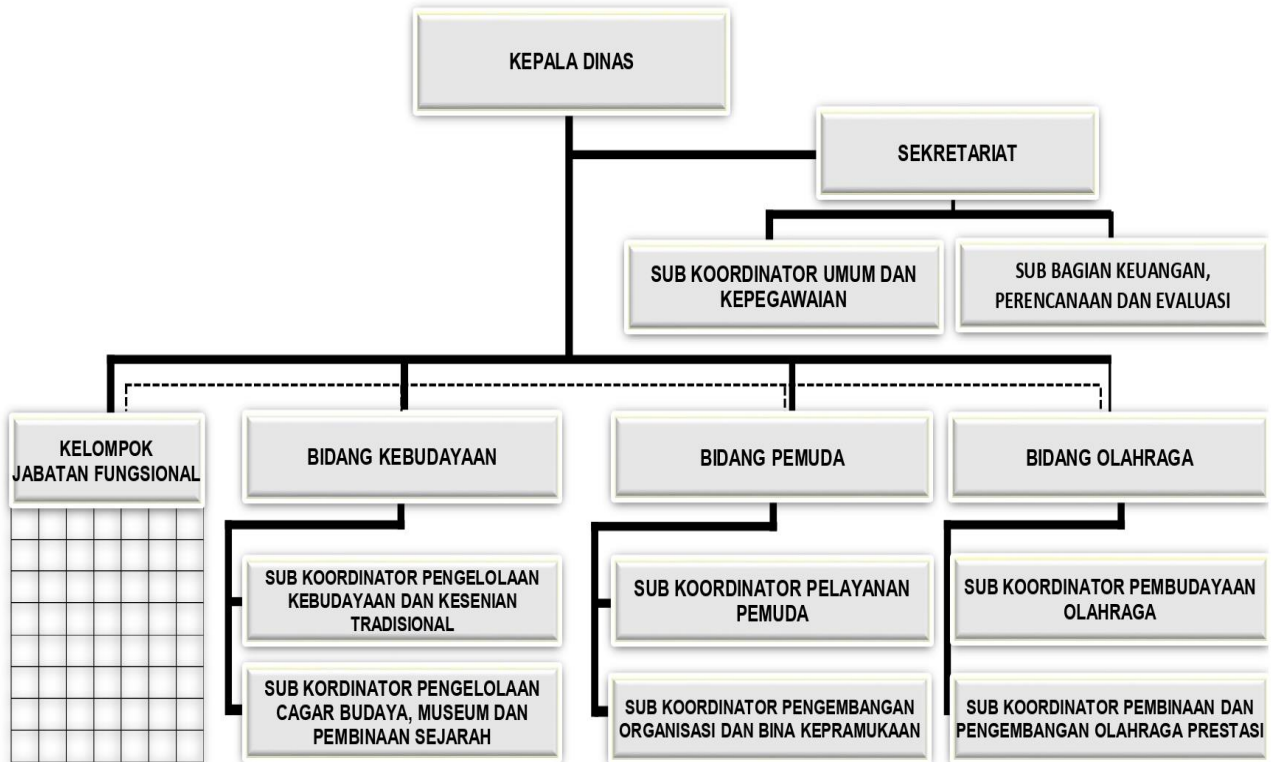 KEPALA DINAS
SEKRETARIAT
SUB KOORDINATOR UMUM DAN
KEPEGAWAIAN
SUB BAGIAN KEUANGAN,
PERENCANAAN DAN EVALUASI
KELOMPOK
JABATAN FUNGSIONAL
BIDANG KEBUDAYAAN
BIDANG PEMUDA
BIDANG OLAHRAGA
SUB KOORDINATOR PENGELOLAAN
KEBUDAYAAN DAN KESENIAN
TRADISIONAL
SUB KOORDINATOR PELAYANAN
PEMUDA
SUB KOORDINATOR PEMBUDAYAAN
OLAHRAGA
SUB KORDINATOR PENGELOLAAN
CAGAR BUDAYA, MUSEUM DAN
PEMBINAAN SEJARAH
SUB KOORDINATOR PENGEMBANGAN
ORGANISASI DAN BINA KEPRAMUKAAN
SUB KOORDINATOR PEMBINAAN DAN
PENGEMBANGAN OLAHRAGA PRESTASI